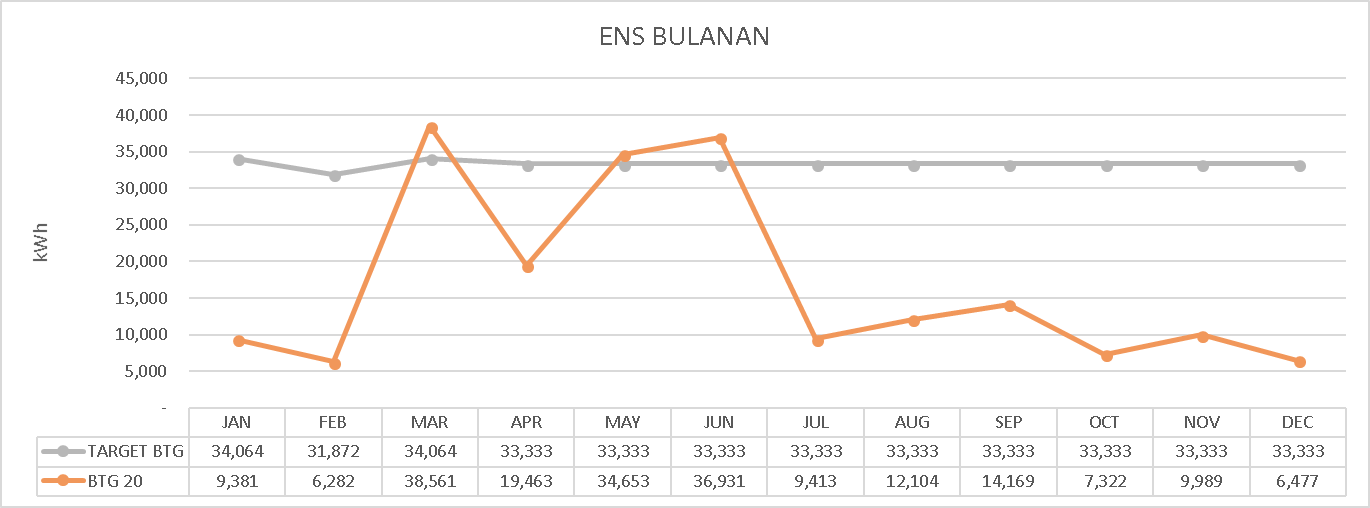 ENS BULANAN
kWh
45,000
40,000
35,000
30,000
25,000
20,000
15,000
10,000
5,000
-
JAN FEB MAR APR MAY JUN JUL AUG SEP OCT NOV DEC
TARGET BTG 34,064 31,872 34,064 33,333 33,333 33,333 33,333 33,333 33,333 33,333 33,333 33,333
BTG 20 9,381 6,282 38,561 19,463 34,653 36,931 9,413 12,104 14,169 7,322 9,989 6,477